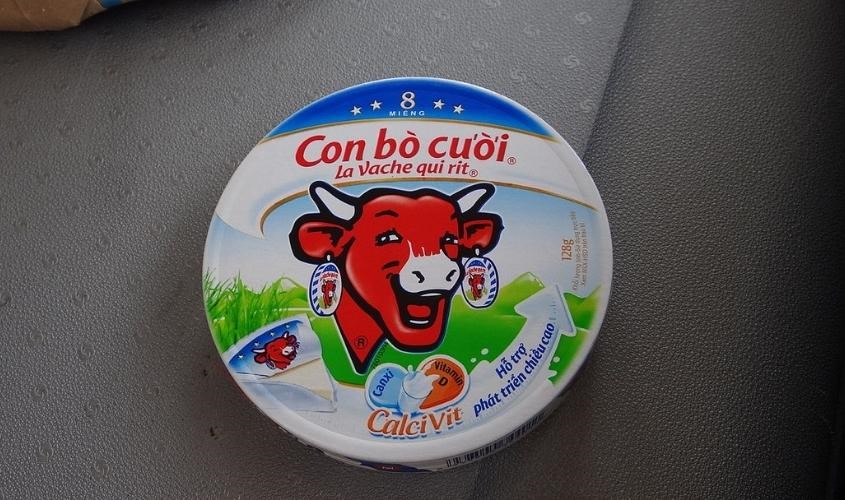 8
MIẾNG
Con bò cười®
La Vache qui rit®
128g
®
Canxi
Vitamin
D
CalciVit
Hỗ trợ
phát triển chiều cao